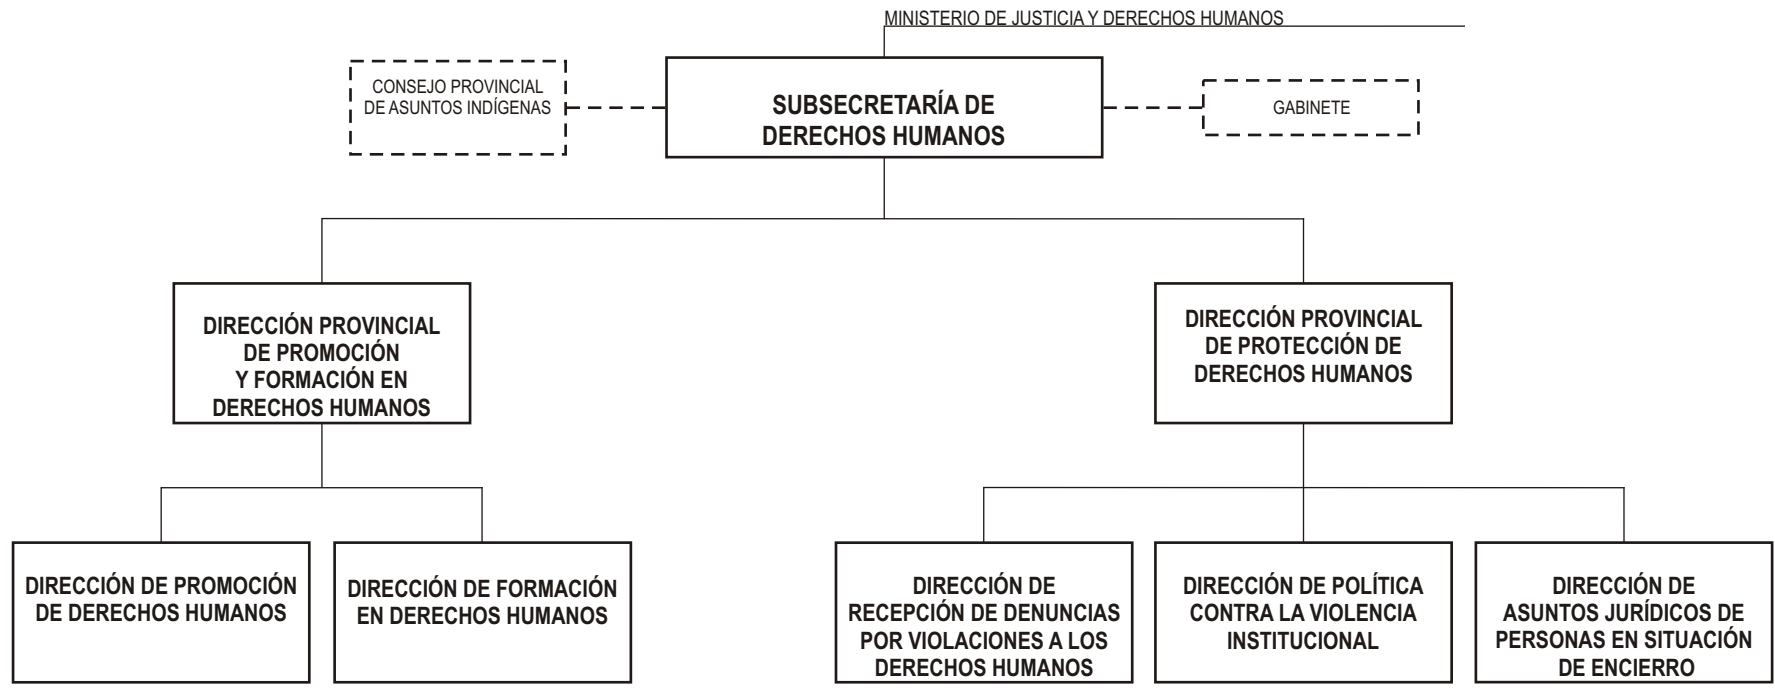 MINISTERIO DE JUSTICIA Y DERECHOS HUMANOS
CONSEJO PROVINCIAL
DE ASUNTOS INDÍGENAS
SUBSECRETARÍA DE
DERECHOS HUMANOS
GABINETE
DIRECCIÓN PROVINCIAL
DE PROMOCIÓN
Y FORMACIÓN EN
DERECHOS HUMANOS
DIRECCIÓN PROVINCIAL
DE PROTECCIÓN DE
DERECHOS HUMANOS
DIRECCIÓN DE PROMOCIÓN
DE DERECHOS HUMANOS
DIRECCIÓN DE FORMACIÓN
EN DERECHOS HUMANOS
DIRECCIÓN DE
RECEPCIÓN DE DENUNCIAS
POR VIOLACIONES A LOS
DERECHOS HUMANOS
DIRECCIÓN DE POLÍTICA
CONTRA LA VIOLENCIA
INSTITUCIONAL
DIRECCIÓN DE
ASUNTOS JURÍDICOS DE
PERSONAS EN SITUACIÓN
DE ENCIERRO